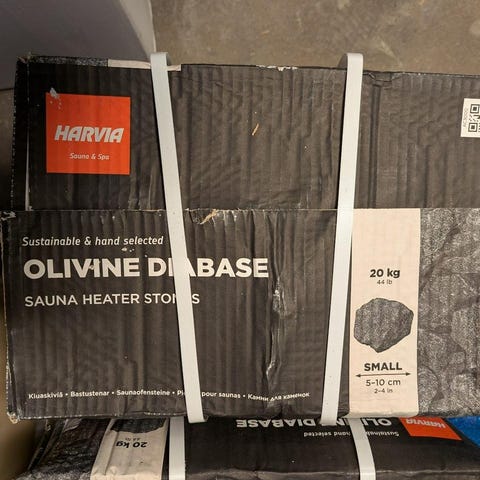 HARVIA
Sauna & Spa
Sustainable & hand selected
OLIVINE DIABASE
SAUNA HEATER STONES
20 kg
44 lb
SMALL
5-10 cm
2-4 in
Kiuaskiviä • Bastustenar • Saunaofensteine • pour saunas • Камни для каменок
HARVIA
Sustainable hand selected
OLIVINE DIABASE
20 kg
44 lb